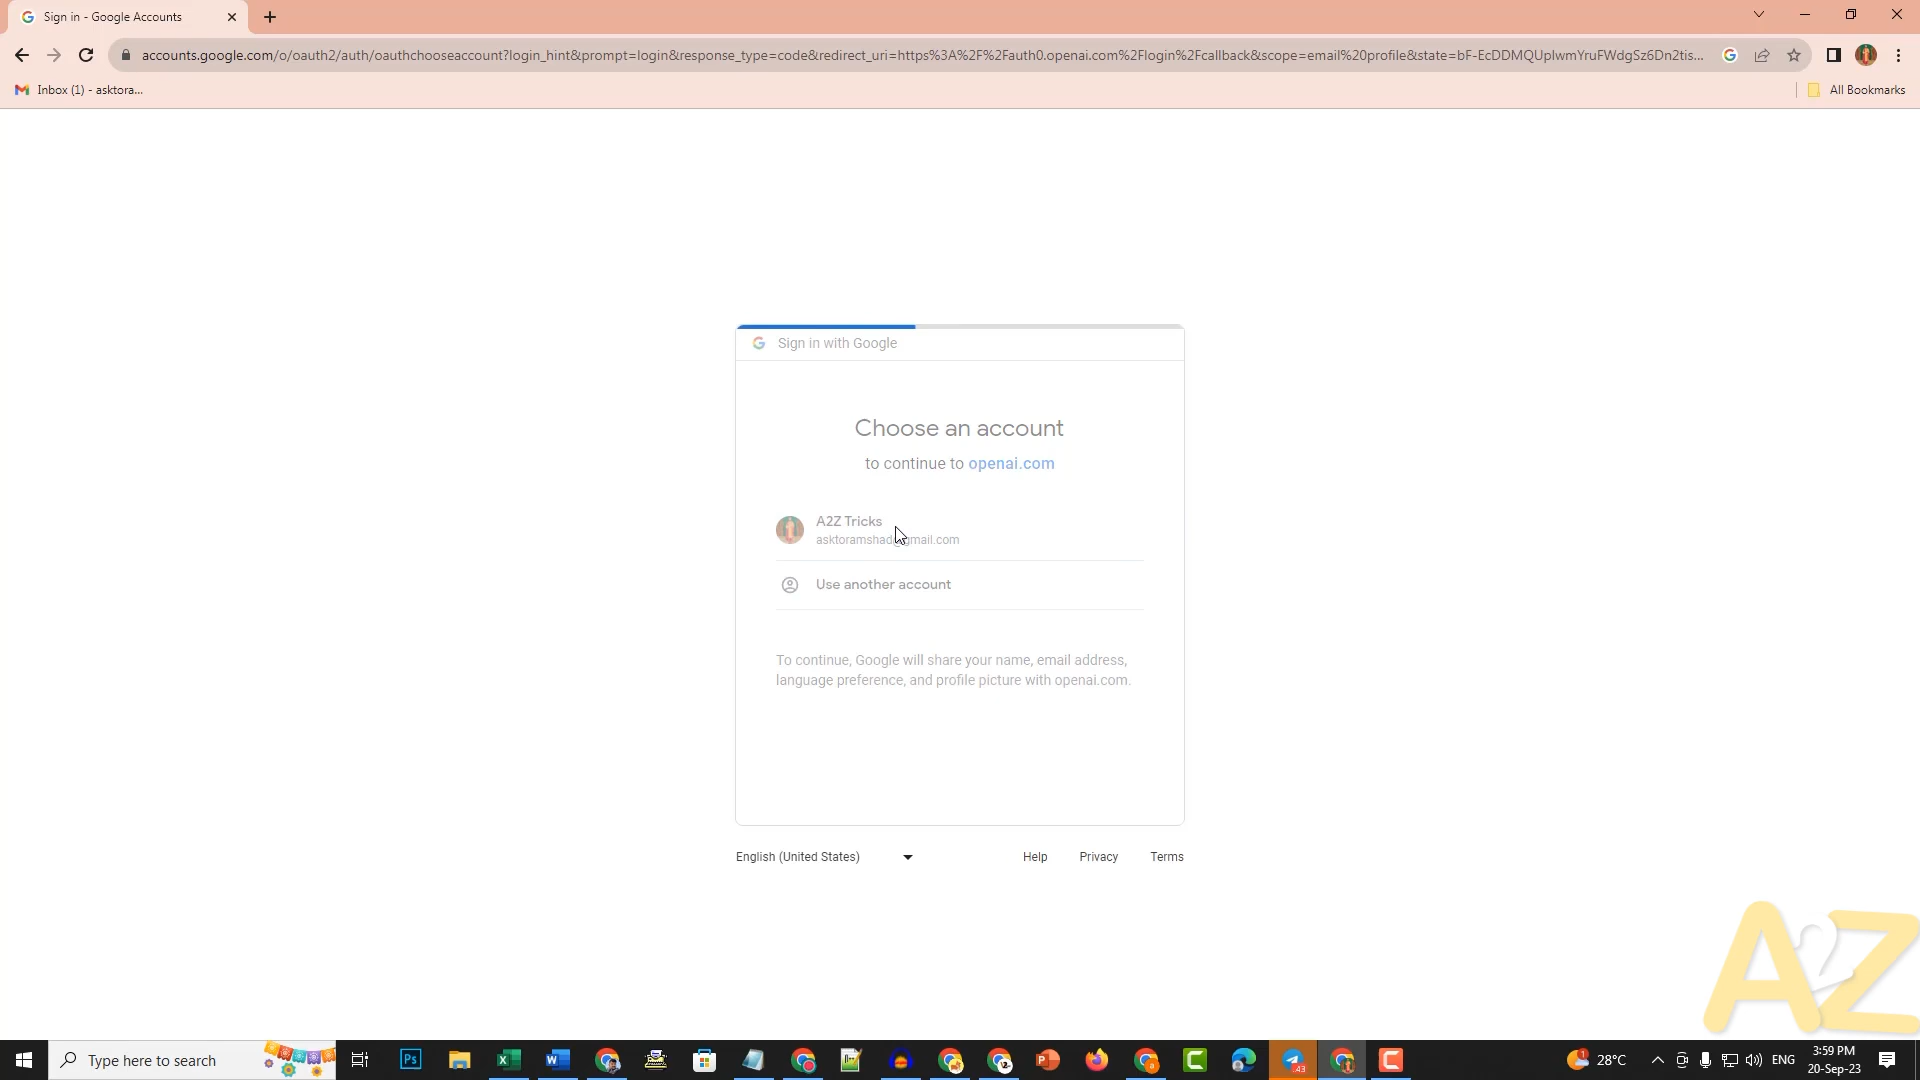 Sign in - Google Accounts
accounts.google.com/o/oauth2/auth/oauthchooseaccount?login_hint&prompt=login&response_type=code&redirect_uri=https%3A%2F%2Fauth0.openai.com%2Flogin%2Fcallback&scope=email%20profile&state=bF-EcDDMQUplwmYruFWdgSz6Dn2tis...
Inbox (1) - asktora...
All Bookmarks
Sign in with Google
Choose an account
to continue to openai.com
A2Z Tricks
asktoramshad@gmail.com
Use another account
To continue, Google will share your name, email address,
language preference, and profile picture with openai.com.
English (United States)
Help Privacy Terms
A2Z
Type here to search
28°C
ENG
3:59 PM
20-Sep-23